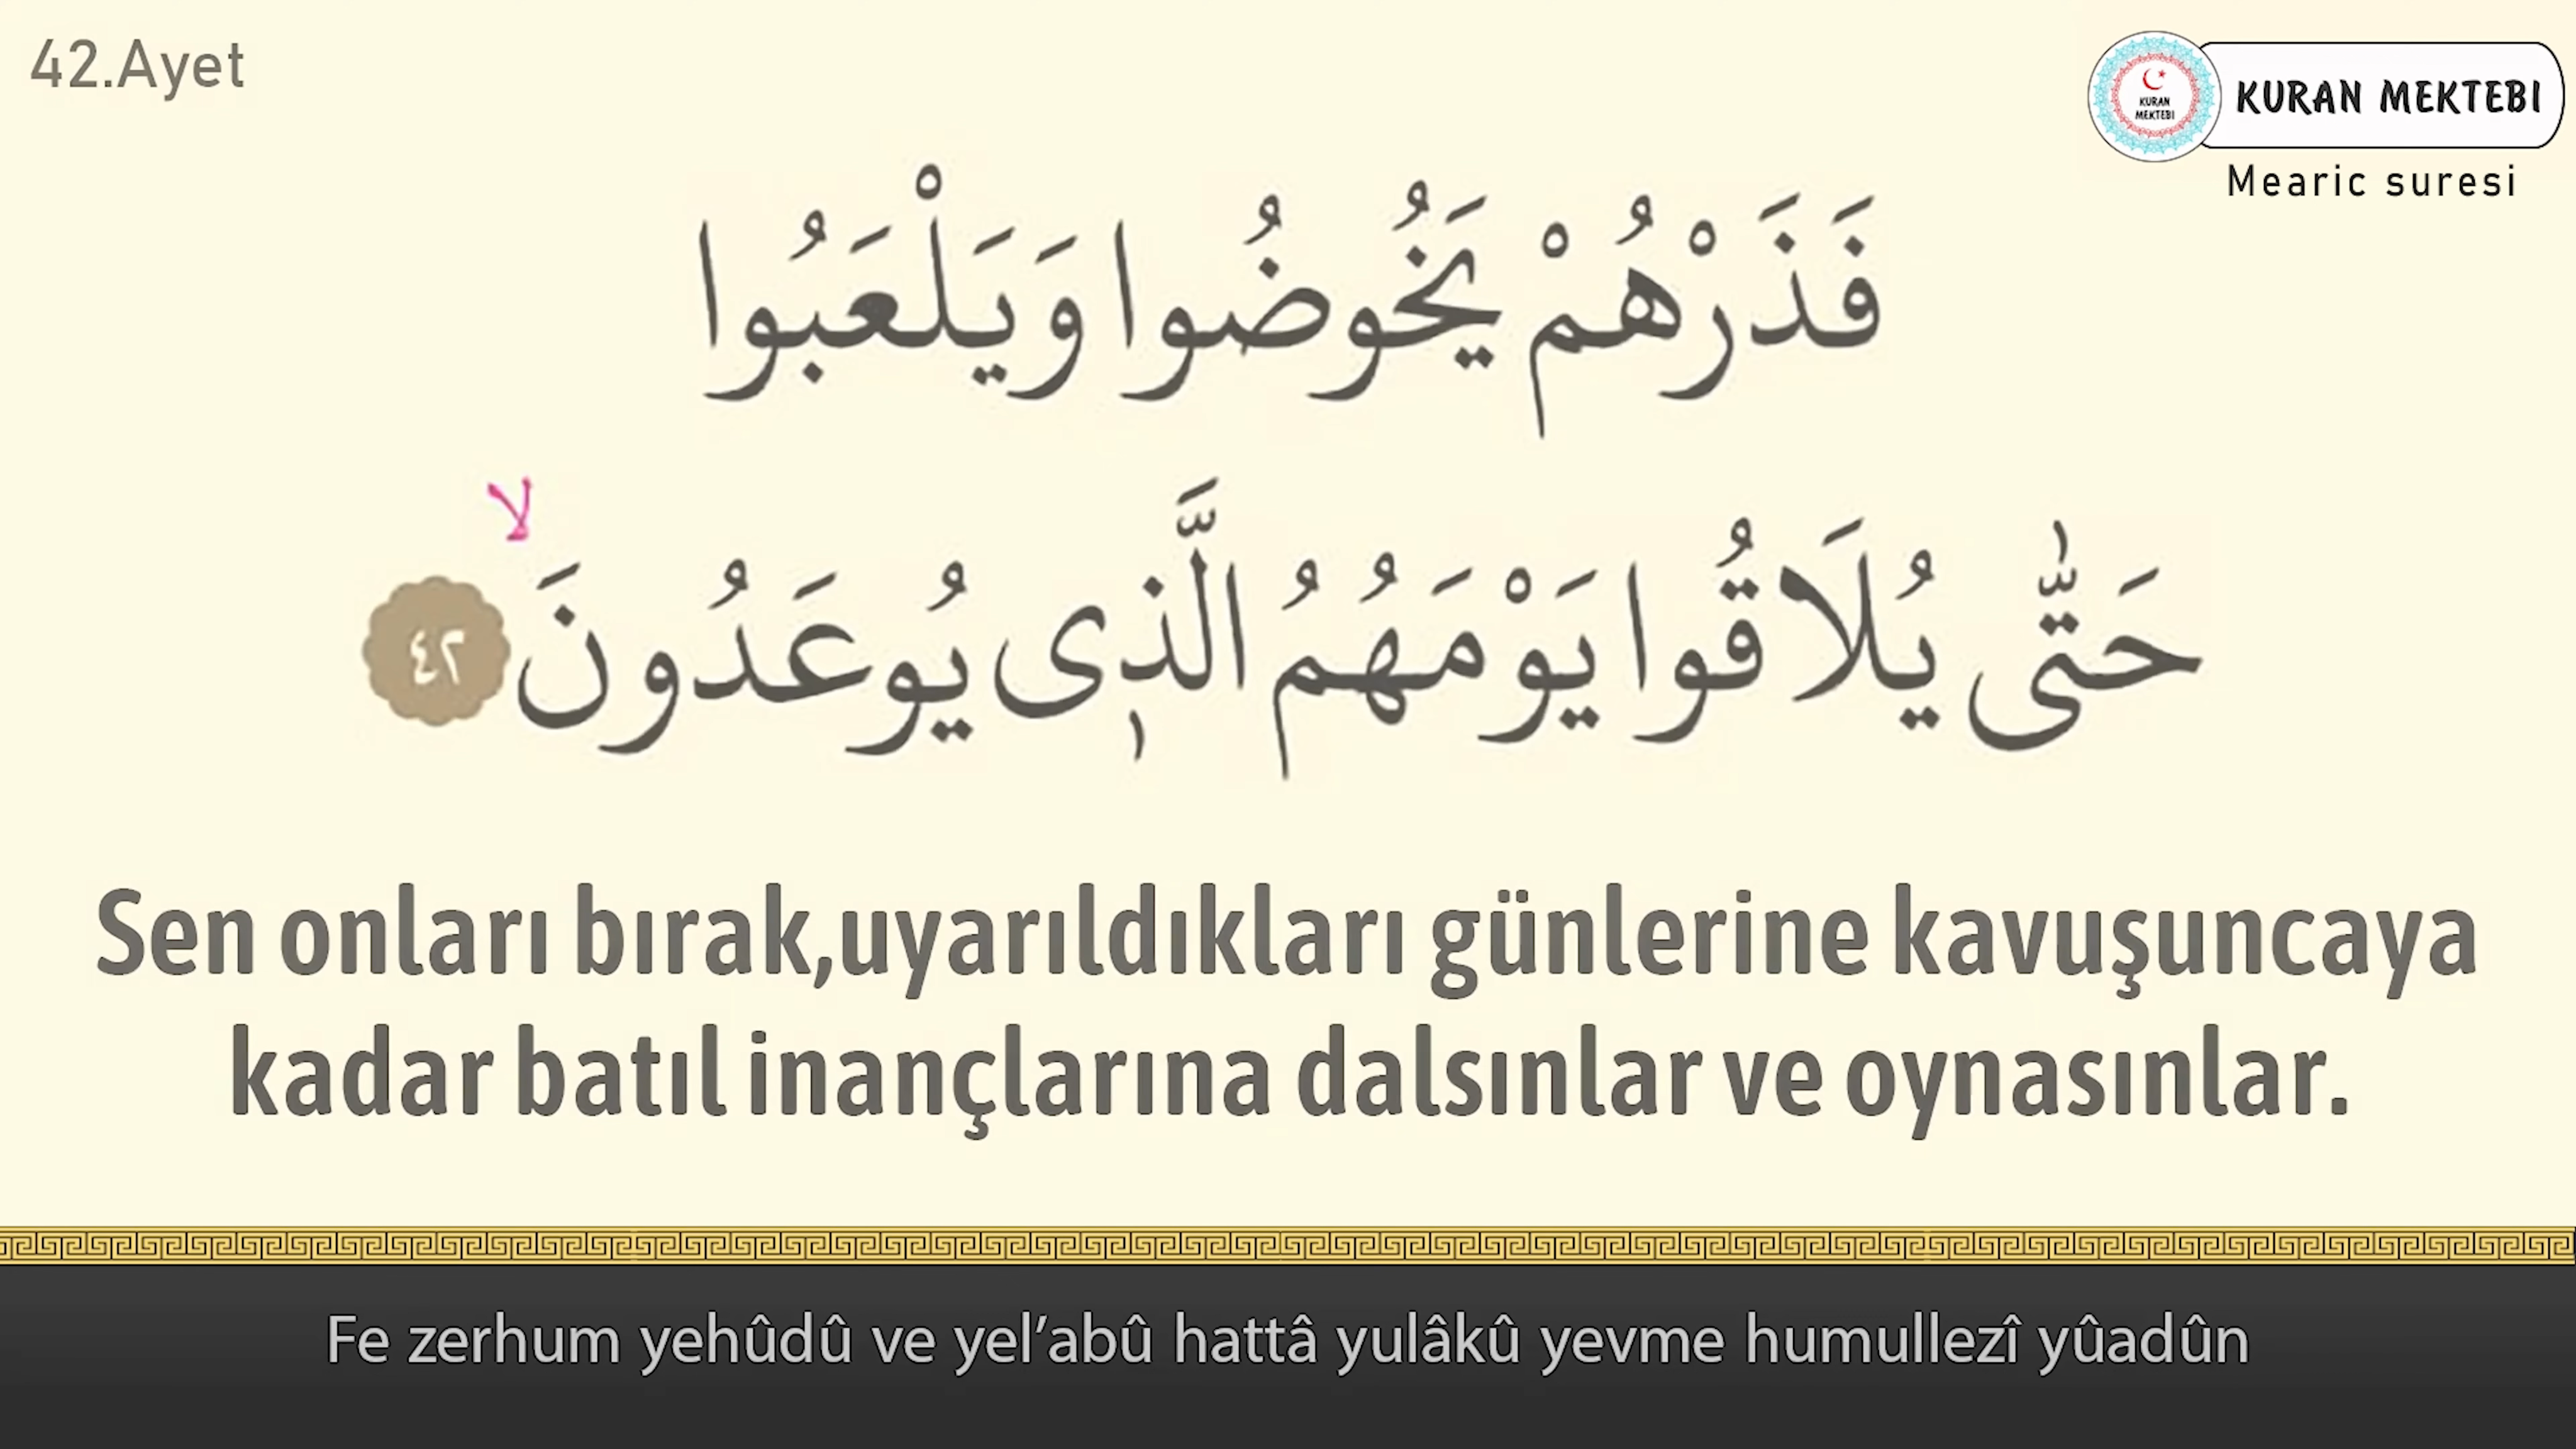 42.Ayet
KURAN MEKTEBI
KURAN
MEKTEBI
Mearic suresi
فَذَرْهُمْ يَخُوضُوا وَيَلْعَبُوا
حَتّٰى يُلَاقُوا يَوْمَهُمُ الَّذٖى يُوعَدُونَۙ ٤٢
Sen onları bırak,uyarıldıkları günlerine kavuşuncaya
kadar batıl inançlarına dalsınlar ve oynasınlar.
Fe zerhum yehûdû ve yel’abû hattâ yulâkû yevme humullezî yûadûn